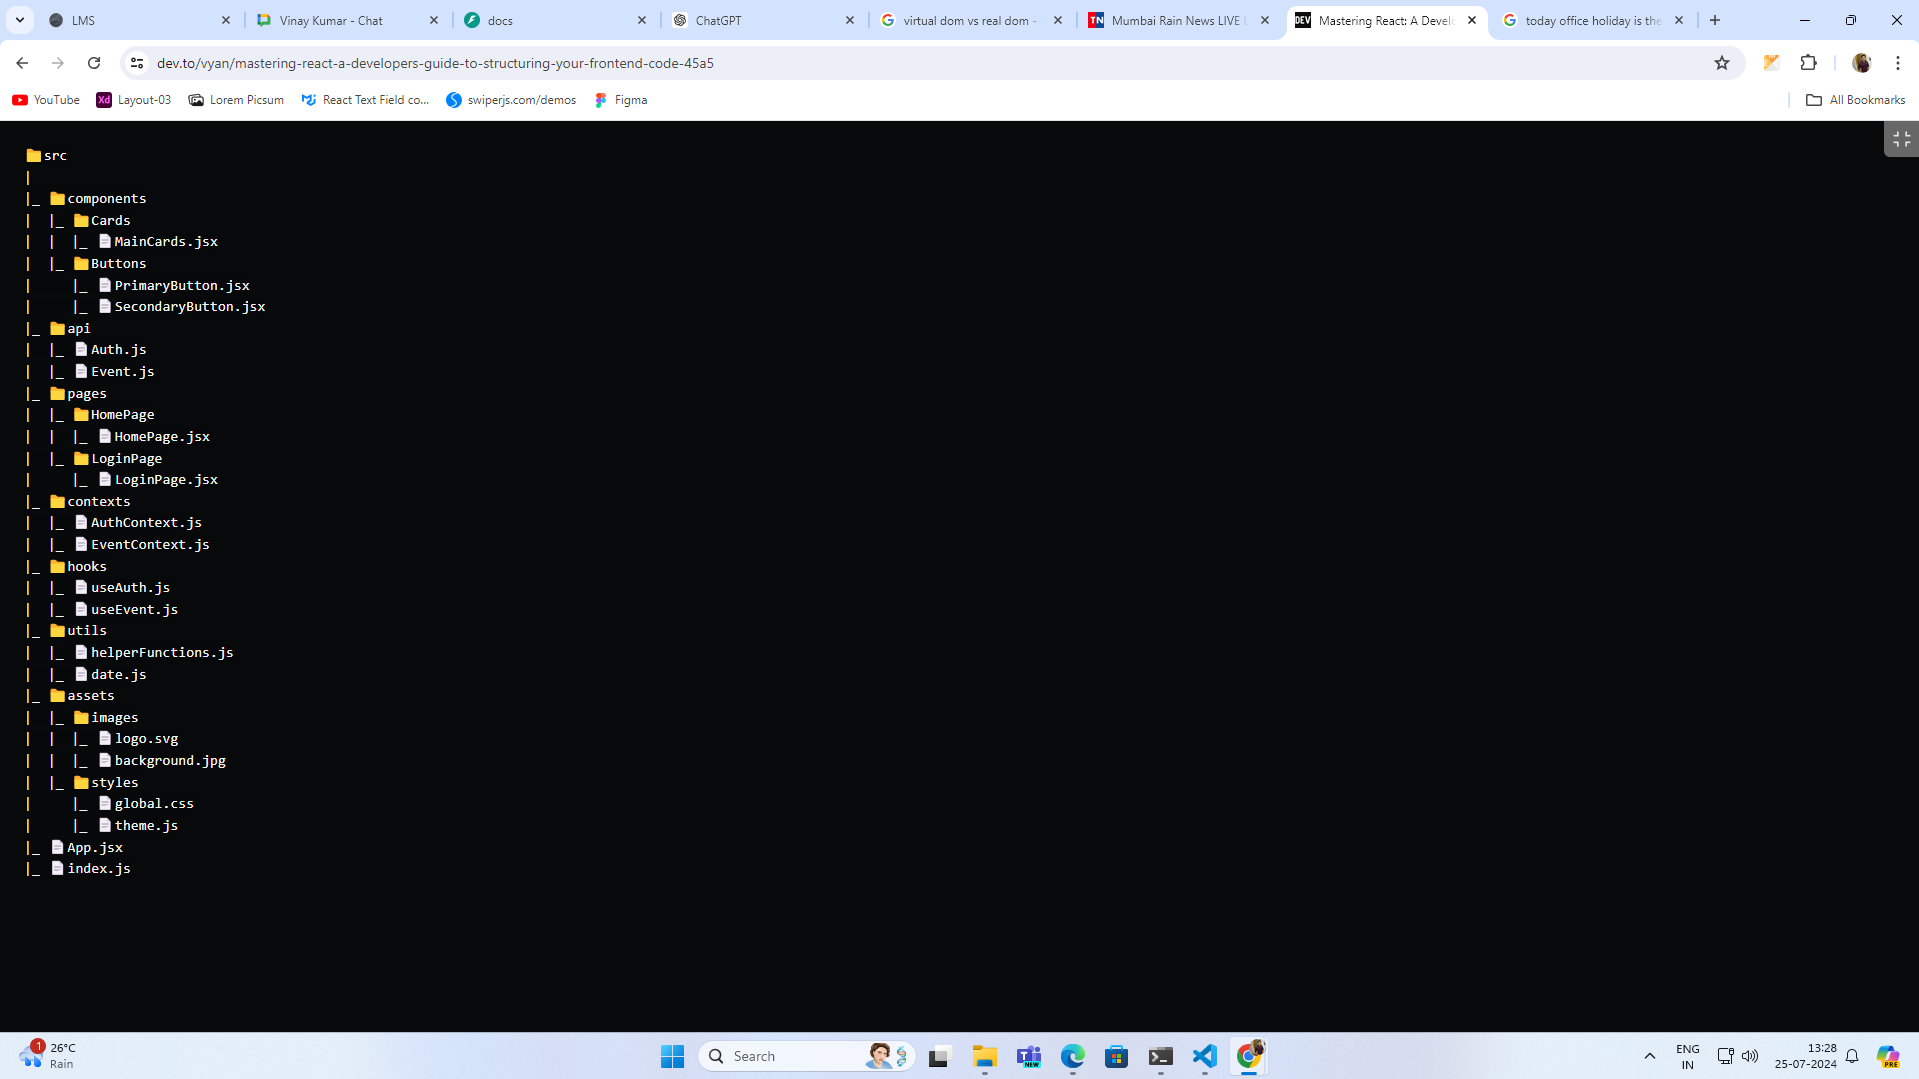 LMS
Vinay Kumar - Chat
docs
ChatGPT
virtual dom vs real dom -
Mumbai Rain News LIVE
Mastering React: A Develo
today office holiday is the
dev.to/vyan/mastering-react-a-developers-guide-to-structuring-your-frontend-code-45a5
YouTube
Layout-03
Lorem Picsum
React Text Field co...
swiperjs.com/demos
Figma
All Bookmarks
src
|
|_ components
| |_ Cards
| | |_ MainCards.jsx
| |_ Buttons
| |_ PrimaryButton.jsx
| |_ SecondaryButton.jsx
|_ api
| |_ Auth.js
| |_ Event.js
|_ pages
| |_ HomePage
| | |_ HomePage.jsx
| |_ LoginPage
| |_ LoginPage.jsx
|_ contexts
| |_ AuthContext.js
| |_ EventContext.js
|_ hooks
| |_ useAuth.js
| |_ useEvent.js
|_ utils
| |_ helperFunctions.js
| |_ date.js
|_ assets
| |_ images
| | |_ logo.svg
| | |_ background.jpg
| |_ styles
| |_ global.css
| |_ theme.js
|_ App.jsx
|_ index.js
1
26°C
Rain
Search
NEW
ENG
IN
13:28
25-07-2024
PRE